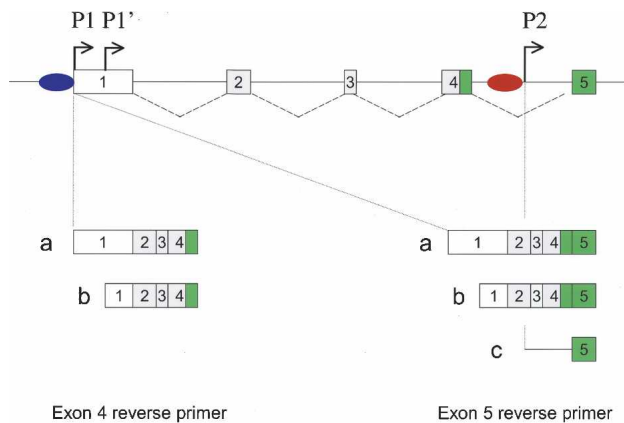 P1 P1' P2
1 2 3 4 5
a 1 2 3 4 a 1 2 3 4 5
b 1 2 3 4 b 1 2 3 4 5
c 5
Exon 4 reverse primer Exon 5 reverse primer